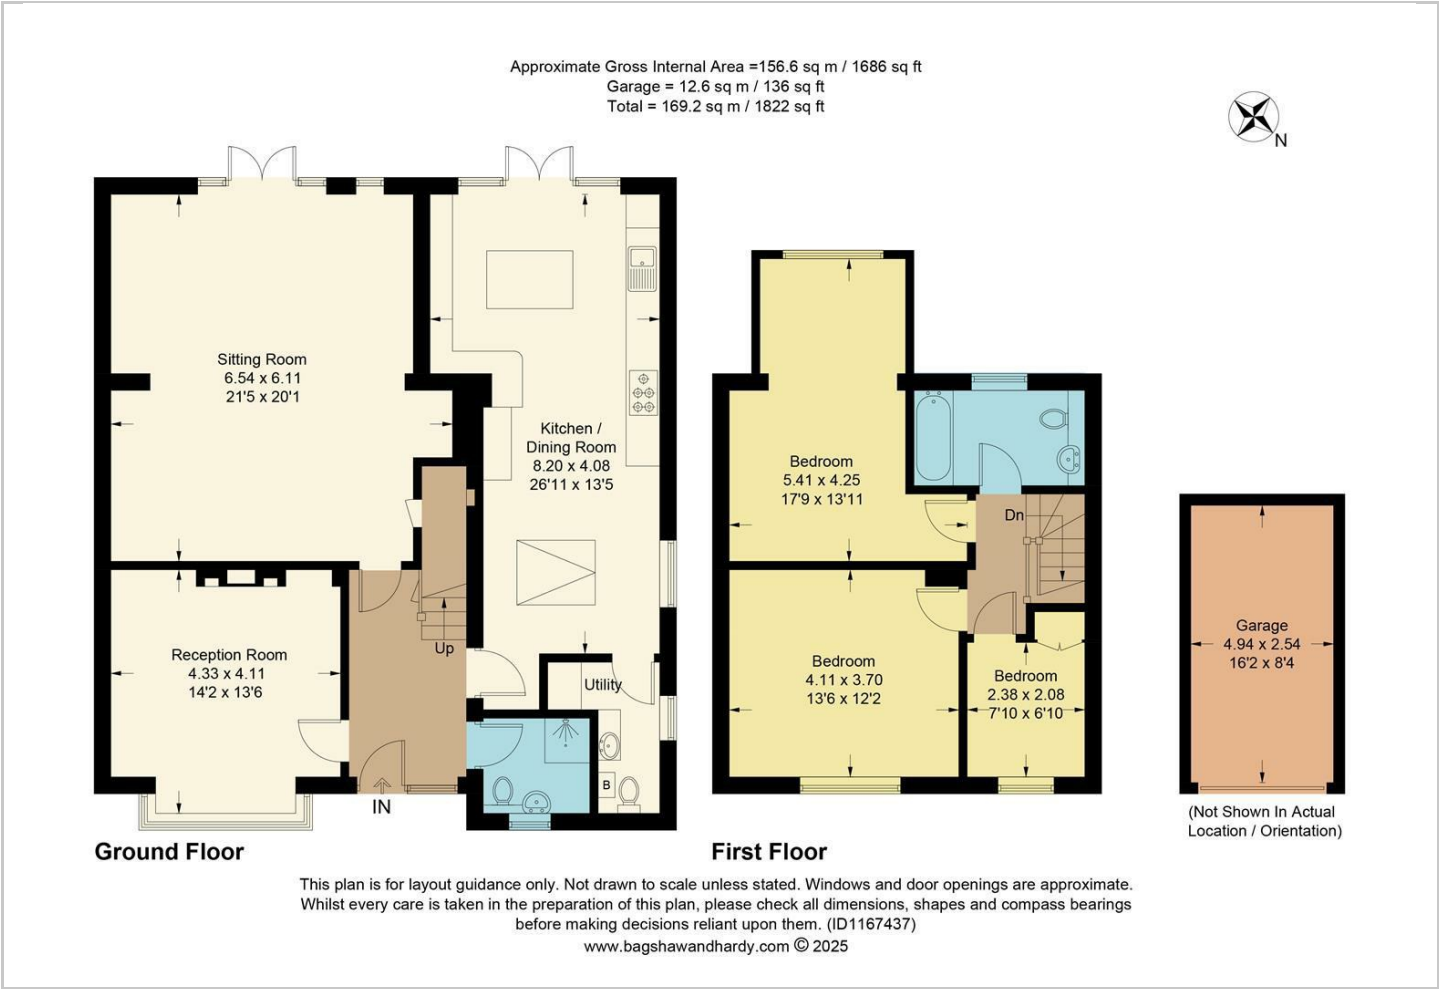 Approximate Gross Internal Area =156.6 sq m / 1686 sq ft
Garage = 12.6 sq m / 136 sq ft
Total = 169.2 sq m / 1822 sq ft
N
Sitting Room
6.54 x 6.11
21'5 x 20'1
Kitchen /
Dining Room
8.20 x 4.08
26'11 x 13'5
Reception Room
4.33 x 4.11
14'2 x 13'6
Up
Utility
B
IN
Bedroom
5.41 x 4.25
17'9 x 13'11
Dn
Bedroom
4.11 x 3.70
13'6 x 12'2
Bedroom
2.38 x 2.08
7'10 x 6'10
Garage
4.94 x 2.54
16'2 x 8'4
(Not Shown In Actual
Location / Orientation)
Ground Floor
First Floor
This plan is for layout guidance only. Not drawn to scale unless stated. Windows and door openings are approximate.
Whilst every care is taken in the preparation of this plan, please check all dimensions, shapes and compass bearings
before making decisions reliant upon them. (ID1167437)
www.bagshawandhardy.com © 2025